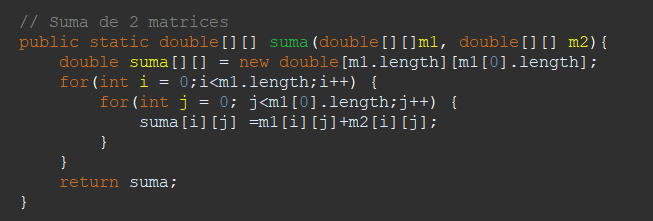 // Suma de 2 matrices
public static double[][] suma(double[][]m1, double[][] m2){
    double suma[][] = new double[m1.length][m1[0].length];
    for(int i = 0;i<m1.length;i++) {
        for(int j = 0; j<m1[0].length;j++) {
            suma[i][j] =m1[i][j]+m2[i][j];
        }
    }
    return suma;
}